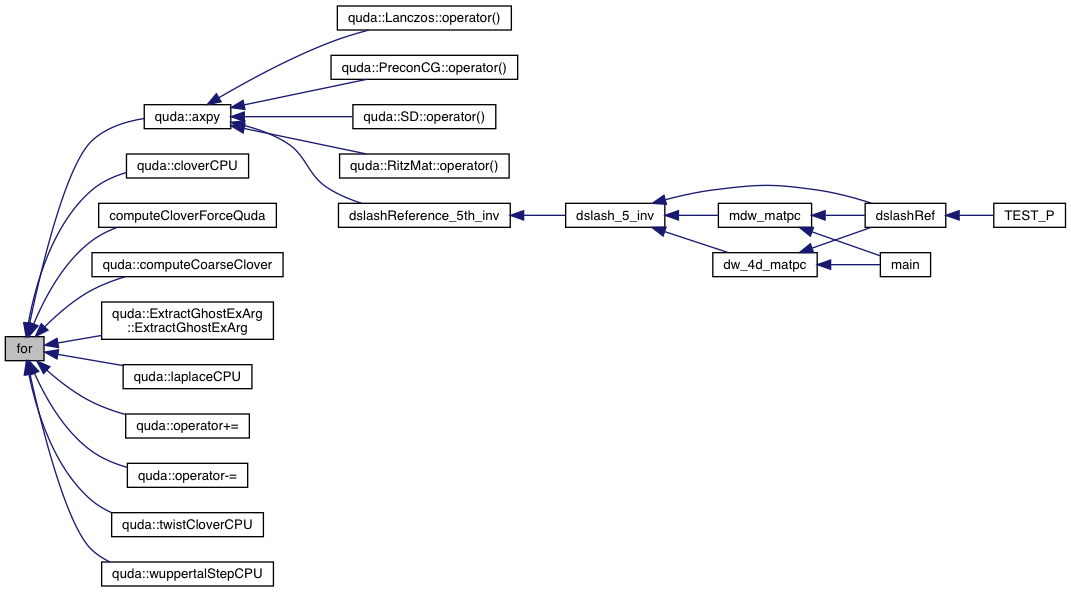 quda::Lanczos::operator()
quda::PreconCG::operator()
quda::axpy
quda::SD::operator()
quda::cloverCPU
quda::RitzMat::operator()
computeCloverForceQuda
dslashReference_5th_inv
dslash_5_inv
mdw_matpc
dslashRef
TEST_P
quda::computeCoarseClover
dw_4d_matpc
main
quda::ExtractGhostExArg
::ExtractGhostExArg
for
quda::laplaceCPU
quda::operator+=
quda::operator-=
quda::twistCloverCPU
quda::wuppertalStepCPU